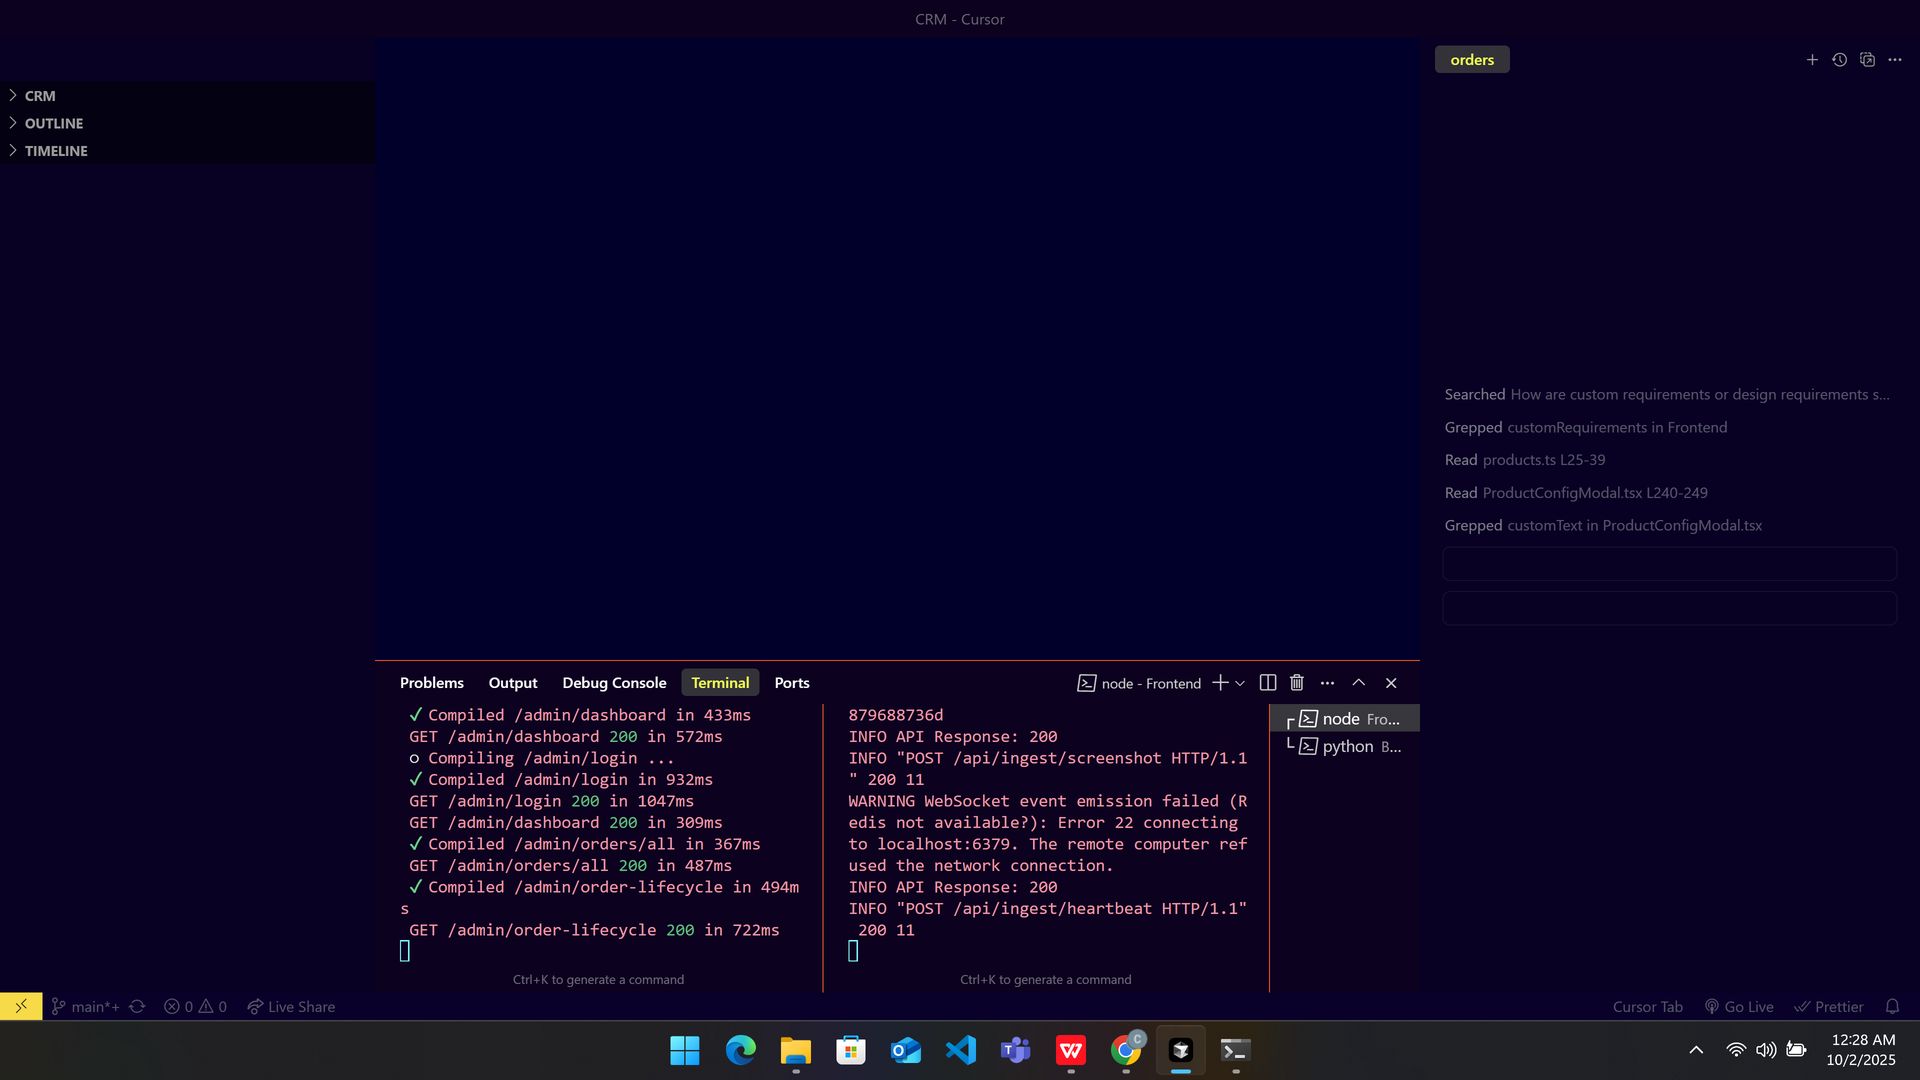 CRM - Cursor
CRM
OUTLINE
TIMELINE
orders
Searched How are custom requirements or design requirements s...
Grepped customRequirements in Frontend
Read products.ts L25-39
Read ProductConfigModal.tsx L240-249
Grepped customText in ProductConfigModal.tsx
Problems Output Debug Console Terminal Ports
node - Frontend
✓ Compiled /admin/dashboard in 433ms
GET /admin/dashboard 200 in 572ms
○ Compiling /admin/login ...
✓ Compiled /admin/login in 932ms
GET /admin/login 200 in 1047ms
GET /admin/dashboard 200 in 309ms
✓ Compiled /admin/orders/all in 367ms
GET /admin/orders/all 200 in 487ms
✓ Compiled /admin/order-lifecycle in 494m
s
GET /admin/order-lifecycle 200 in 722ms
Ctrl+K to generate a command
879688736d
INFO API Response: 200
INFO "POST /api/ingest/screenshot HTTP/1.1
" 200 11
WARNING WebSocket event emission failed (R
edis not available?): Error 22 connecting
to localhost:6379. The remote computer ref
used the network connection.
INFO API Response: 200
INFO "POST /api/ingest/heartbeat HTTP/1.1"
200 11
Ctrl+K to generate a command
node Fro...
python B...
main*+ 0 0 Live Share
Cursor Tab Go Live Prettier
C
12:28 AM
10/2/2025